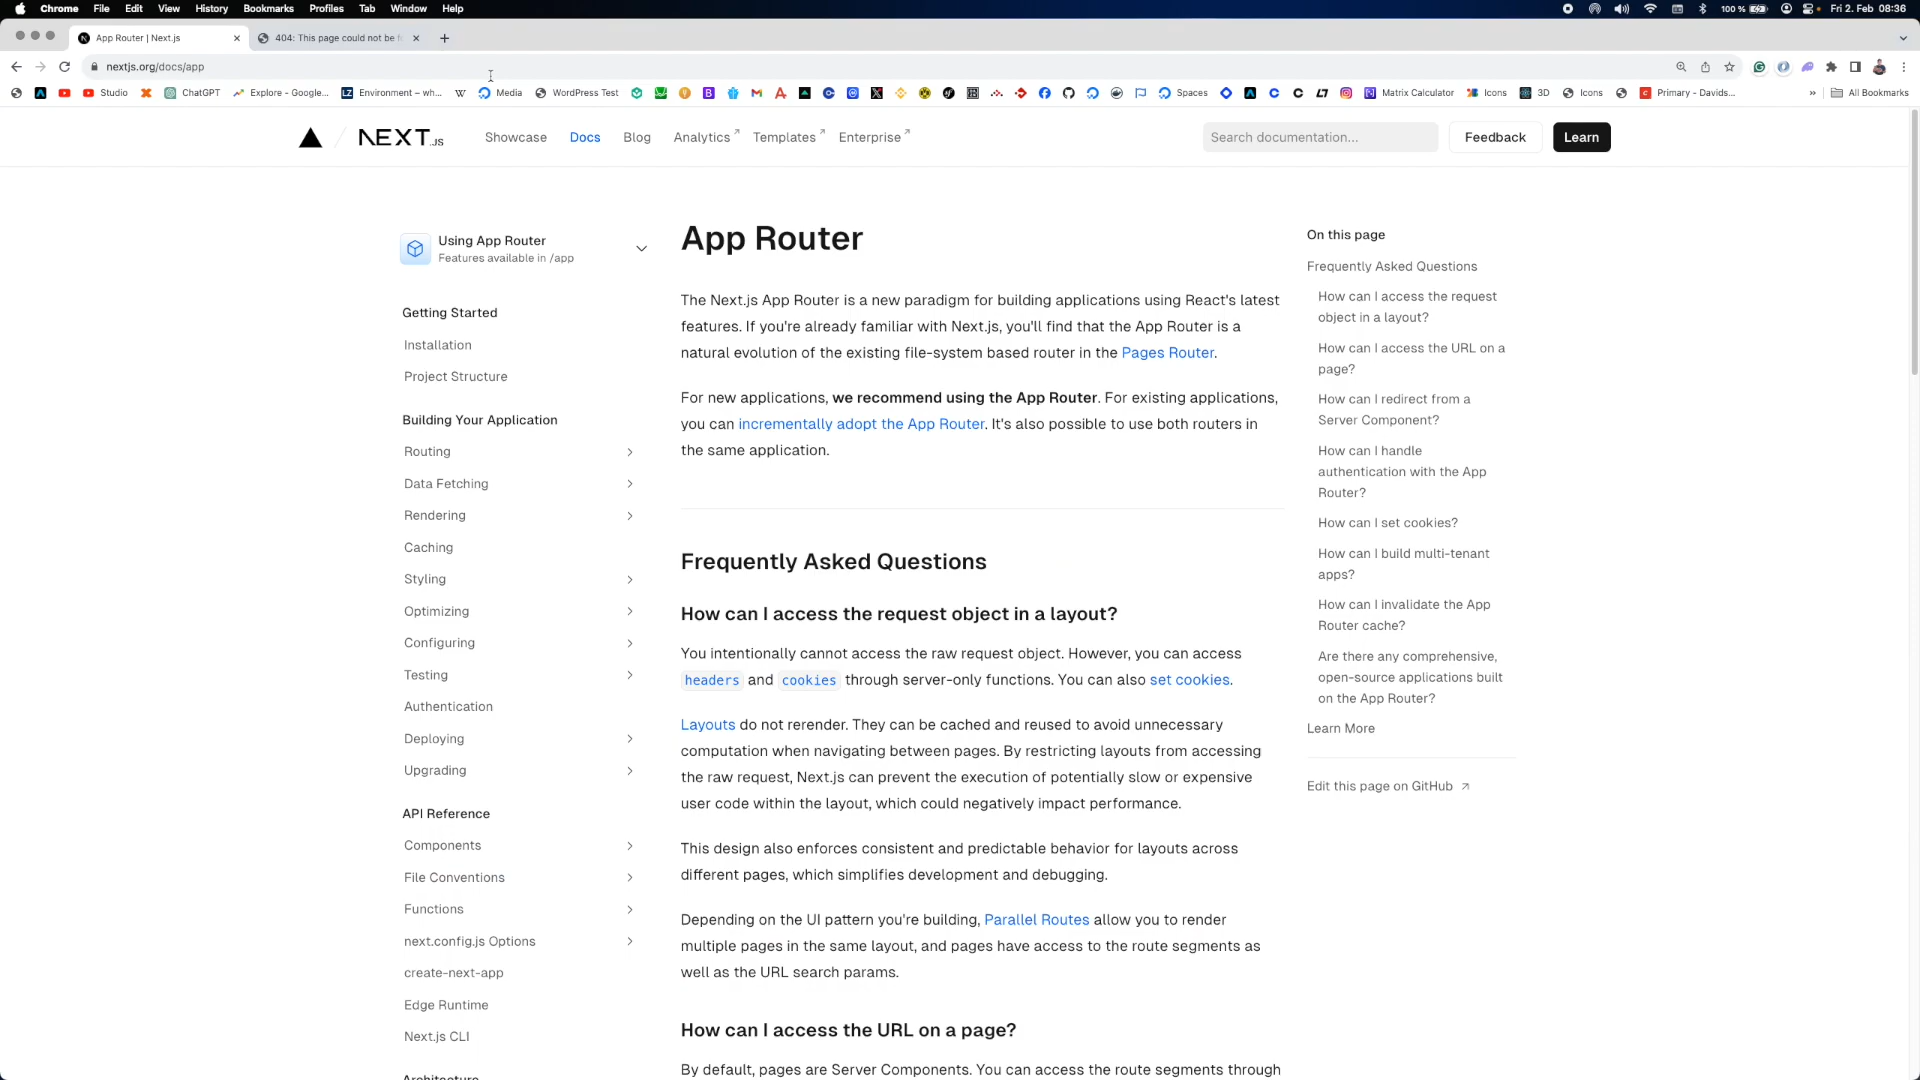 Chrome File Edit View History Bookmarks Profiles Tab Window Help
100 % Fri 2. Feb 08:36
App Router | Next.js
404: This page could not be f
nextjs.org/docs/app
Studio ChatGPT Explore – Google... Environment – wh... Media WordPress Test Spaces Matrix Calculator Icons 3D Icons Primary - Davids... » All Bookmarks
NEXT.JS
Showcase Docs Blog Analytics Templates Enterprise
Search documentation...
Feedback
Learn
Using App Router
Features available in /app
Getting Started
Installation
Project Structure
Building Your Application
Routing
Data Fetching
Rendering
Caching
Styling
Optimizing
Configuring
Testing
Authentication
Deploying
Upgrading
API Reference
Components
File Conventions
Functions
next.config.js Options
create-next-app
Edge Runtime
Next.js CLI
Architecture
App Router
The Next.js App Router is a new paradigm for building applications using React's latest
features. If you're already familiar with Next.js, you'll find that the App Router is a
natural evolution of the existing file-system based router in the Pages Router.
For new applications, we recommend using the App Router. For existing applications,
you can incrementally adopt the App Router. It's also possible to use both routers in
the same application.
Frequently Asked Questions
How can I access the request object in a layout?
You intentionally cannot access the raw request object. However, you can access
headers and cookies through server-only functions. You can also set cookies.
Layouts do not rerender. They can be cached and reused to avoid unnecessary
computation when navigating between pages. By restricting layouts from accessing
the raw request, Next.js can prevent the execution of potentially slow or expensive
user code within the layout, which could negatively impact performance.
This design also enforces consistent and predictable behavior for layouts across
different pages, which simplifies development and debugging.
Depending on the UI pattern you're building, Parallel Routes allow you to render
multiple pages in the same layout, and pages have access to the route segments as
well as the URL search params.
How can I access the URL on a page?
By default, pages are Server Components. You can access the route segments through
On this page
Frequently Asked Questions
How can I access the request
object in a layout?
How can I access the URL on a
page?
How can I redirect from a
Server Component?
How can I handle
authentication with the App
Router?
How can I set cookies?
How can I build multi-tenant
apps?
How can I invalidate the App
Router cache?
Are there any comprehensive,
open-source applications built
on the App Router?
Learn More
Edit this page on GitHub